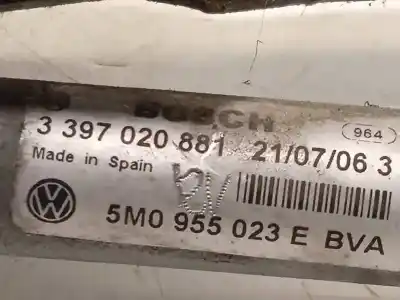 BOSCH
964
3 397 020 881 21/07/06 3
Made in Spain
5M0 955 023 E BVA